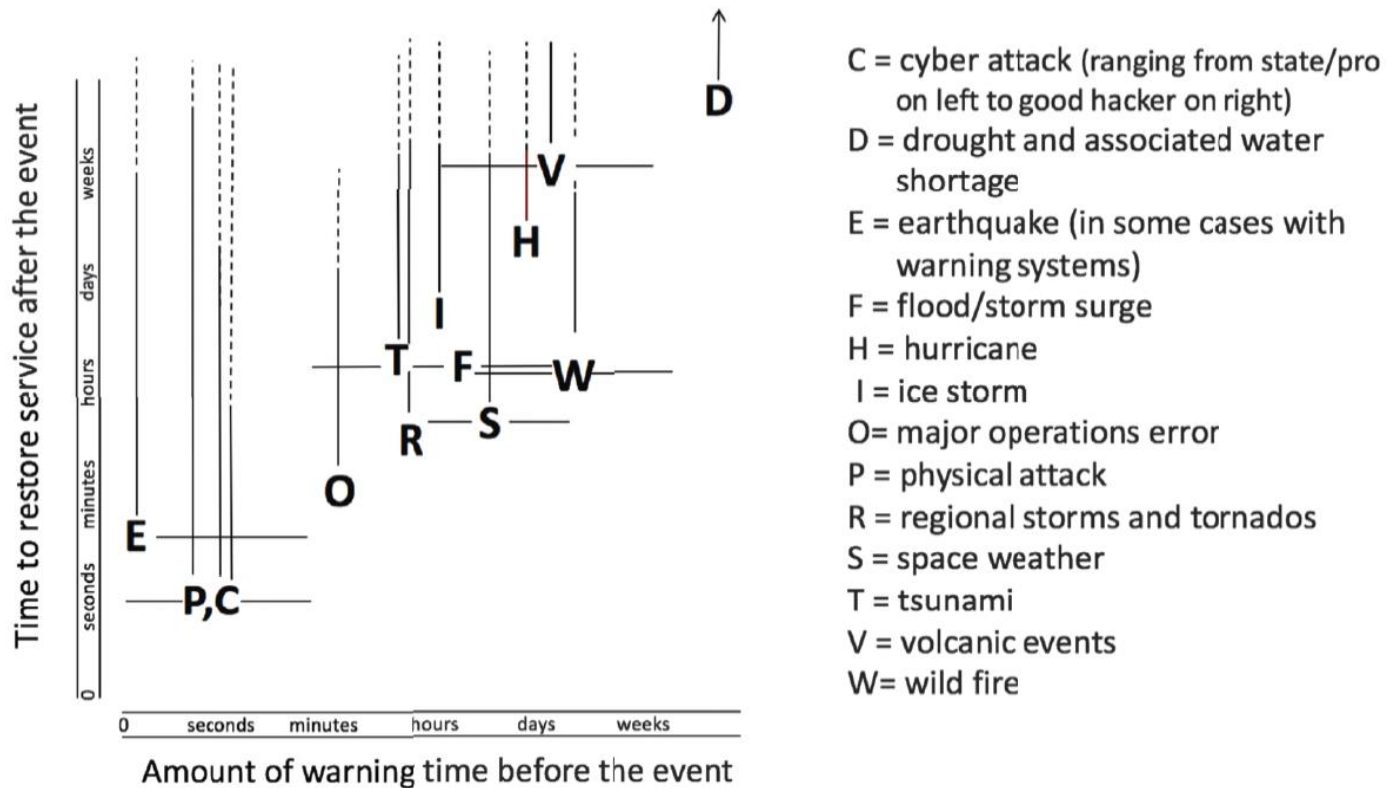 Time to restore service after the event
weeks
days
hours
minutes
seconds
0
D
V
H
I
T
F
W
R
S
O
E
P,C
0 seconds minutes hours days weeks
Amount of warning time before the event
C = cyber attack (ranging from state/pro
on left to good hacker on right)
D = drought and associated water
shortage
E = earthquake (in some cases with
warning systems)
F = flood/storm surge
H = hurricane
I = ice storm
O= major operations error
P = physical attack
R = regional storms and tornados
S = space weather
T = tsunami
V = volcanic events
W= wild fire